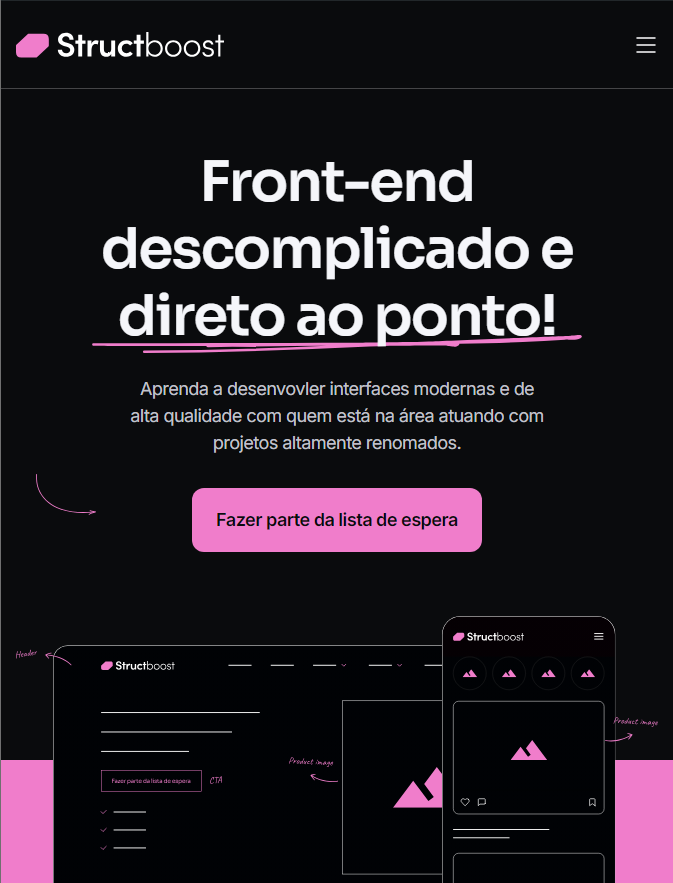 Structboost
Front-end
descomplicado e
direto ao ponto!
Aprenda a desenvovler interfaces modernas e de
alta qualidade com quem está na área atuando com
projetos altamente renomados.
Fazer parte da lista de espera
Header
Structboost
Structboost
Product image
Product image
Fazer parte da lista de espera
CTA